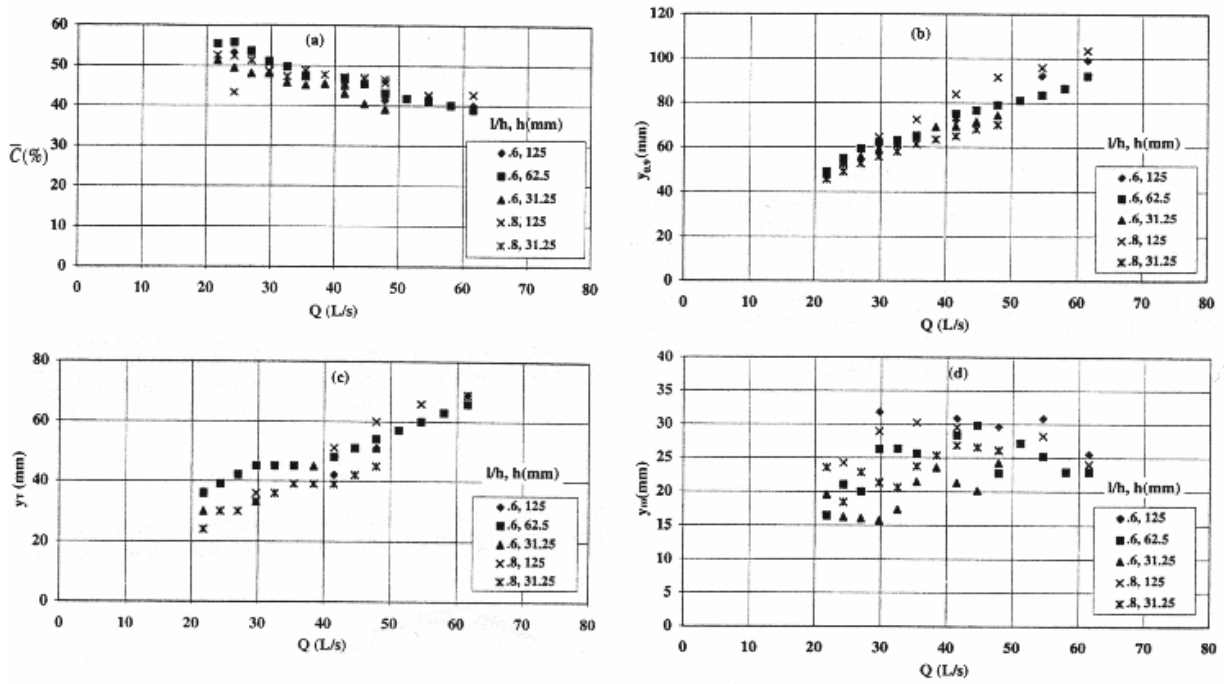 (a)
60
50
40
30
20
10
0
C̅(%)
0 10 20 30 40 50 60 70 80
Q (L/s)
l/h, h(mm)
.6, 125
.6, 62.5
.6, 31.25
.8, 125
.8, 31.25
(b)
120
100
80
60
40
20
0
y0.9(mm)
0 10 20 30 40 50 60 70 80
Q (L/s)
l/h, h(mm)
.6, 125
.6, 62.5
.6, 31.25
.8, 125
.8, 31.25
(c)
80
60
40
20
0
yT (mm)
0 10 20 30 40 50 60 70 80
Q (L/s)
l/h, h(mm)
.6, 125
.6, 62.5
.6, 31.25
.8, 125
.8, 31.25
(d)
40
35
30
25
20
15
10
5
0
(mm)
0 10 20 30 40 50 60 70 80
Q (L/s)
l/h, h(mm)
.6, 125
.6, 62.5
.6, 31.25
.8, 125
.8, 31.25